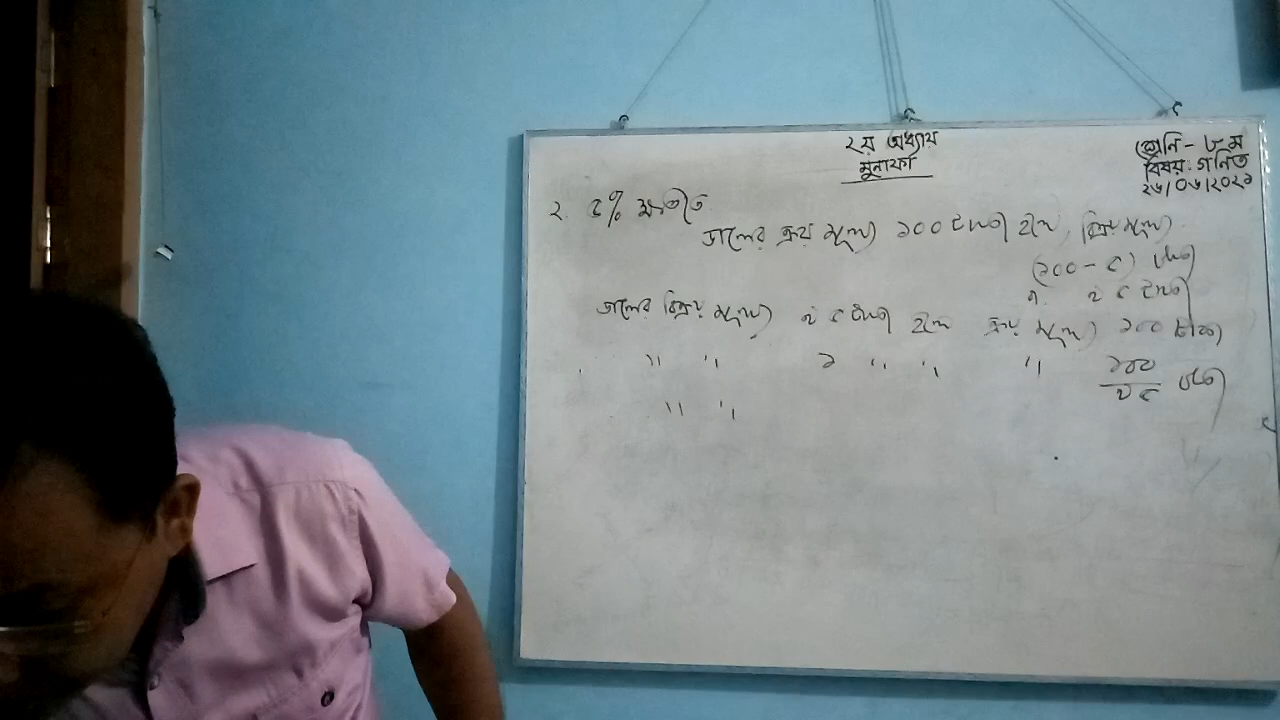 ২য় অধ্যায়
মুনাফা
শ্রেনি - ৮ম
বিষয়: গনিত
২৬/০৬/২০২১
২. ৫% ক্ষতিতে
ডালের ক্রয় মূল্য ১০০ টাকা হলে, বিক্রয় মূল্য
(১০০ - ৫) টাকা
" ৯৫ টাকা
ডালের বিক্রয় মূল্য ৯৫ টাকা হলে ক্রয় মূল্য ১০০ টাকা
" " ১ " " " ১০০/৯৫ টাকা
" "